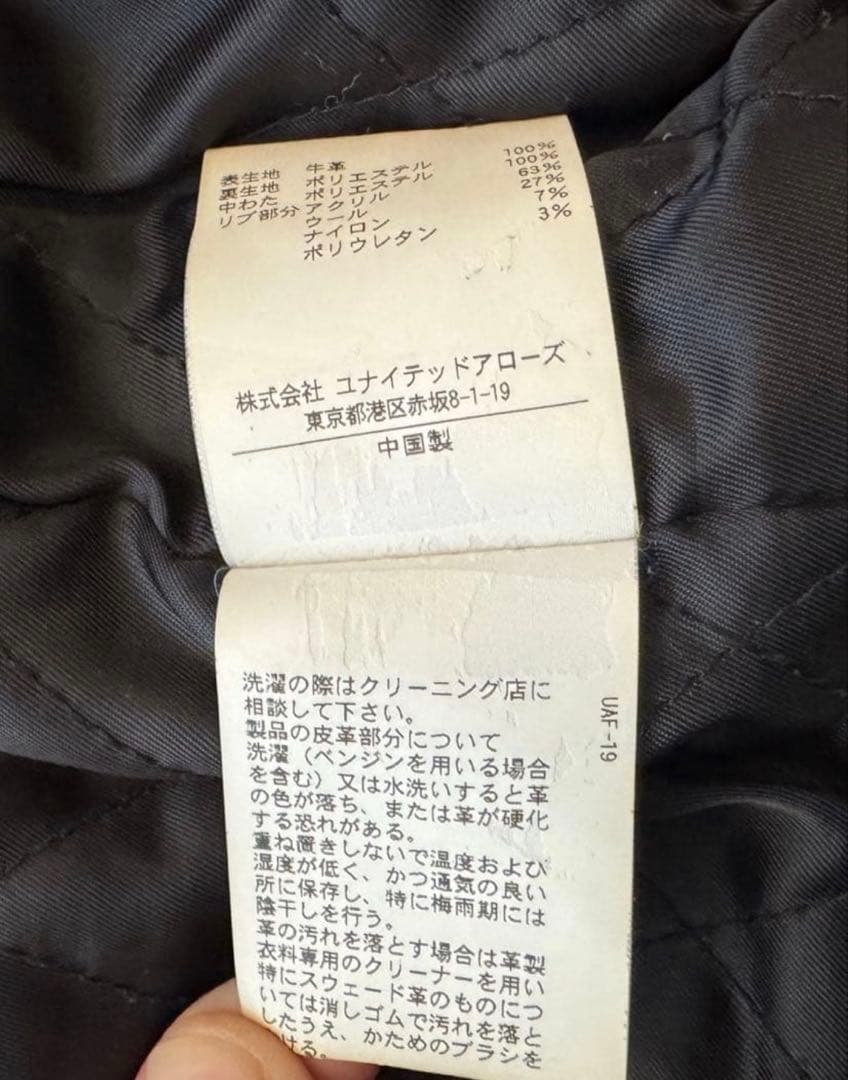 表生地 牛革
裏生地 ポリエステル 100%
中わた ポリエステル 100%
リブ部分 アクリル 63%
ウール 27%
ナイロン 7%
ポリウレタン 3%
株式会社 ユナイテッドアローズ
東京都港区赤坂8-1-19
中国製
洗濯の際はクリーニング店に
相談して下さい。
製品の皮革部分について
洗濯（ベンジンを用いる場合
を含む）又は水洗いすると革
の色が落ち、または革が硬化
する恐れがある。
重ね置きしないで温度および
湿度が低く、かつ通気の良い
所に保存し、特に梅雨期には
陰干しを行う。
革の汚れを落とす場合は革製
衣料専用のクリーナーを用い
特にスウェード革のものにつ
いては消しゴムで汚れを落と
したうえ、かためのブラシを
ける。
UAF-19